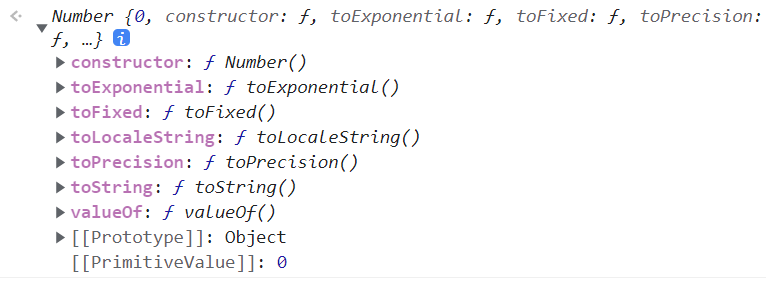 Number {0, constructor: ƒ, toExponential: ƒ, toFixed: ƒ, toPrecision:
ƒ, …} i
constructor: ƒ Number()
toExponential: ƒ toExponential()
toFixed: ƒ toFixed()
toLocaleString: ƒ toLocaleString()
toPrecision: ƒ toPrecision()
toString: ƒ toString()
valueOf: ƒ valueOf()
[[Prototype]]: Object
[[PrimitiveValue]]: 0